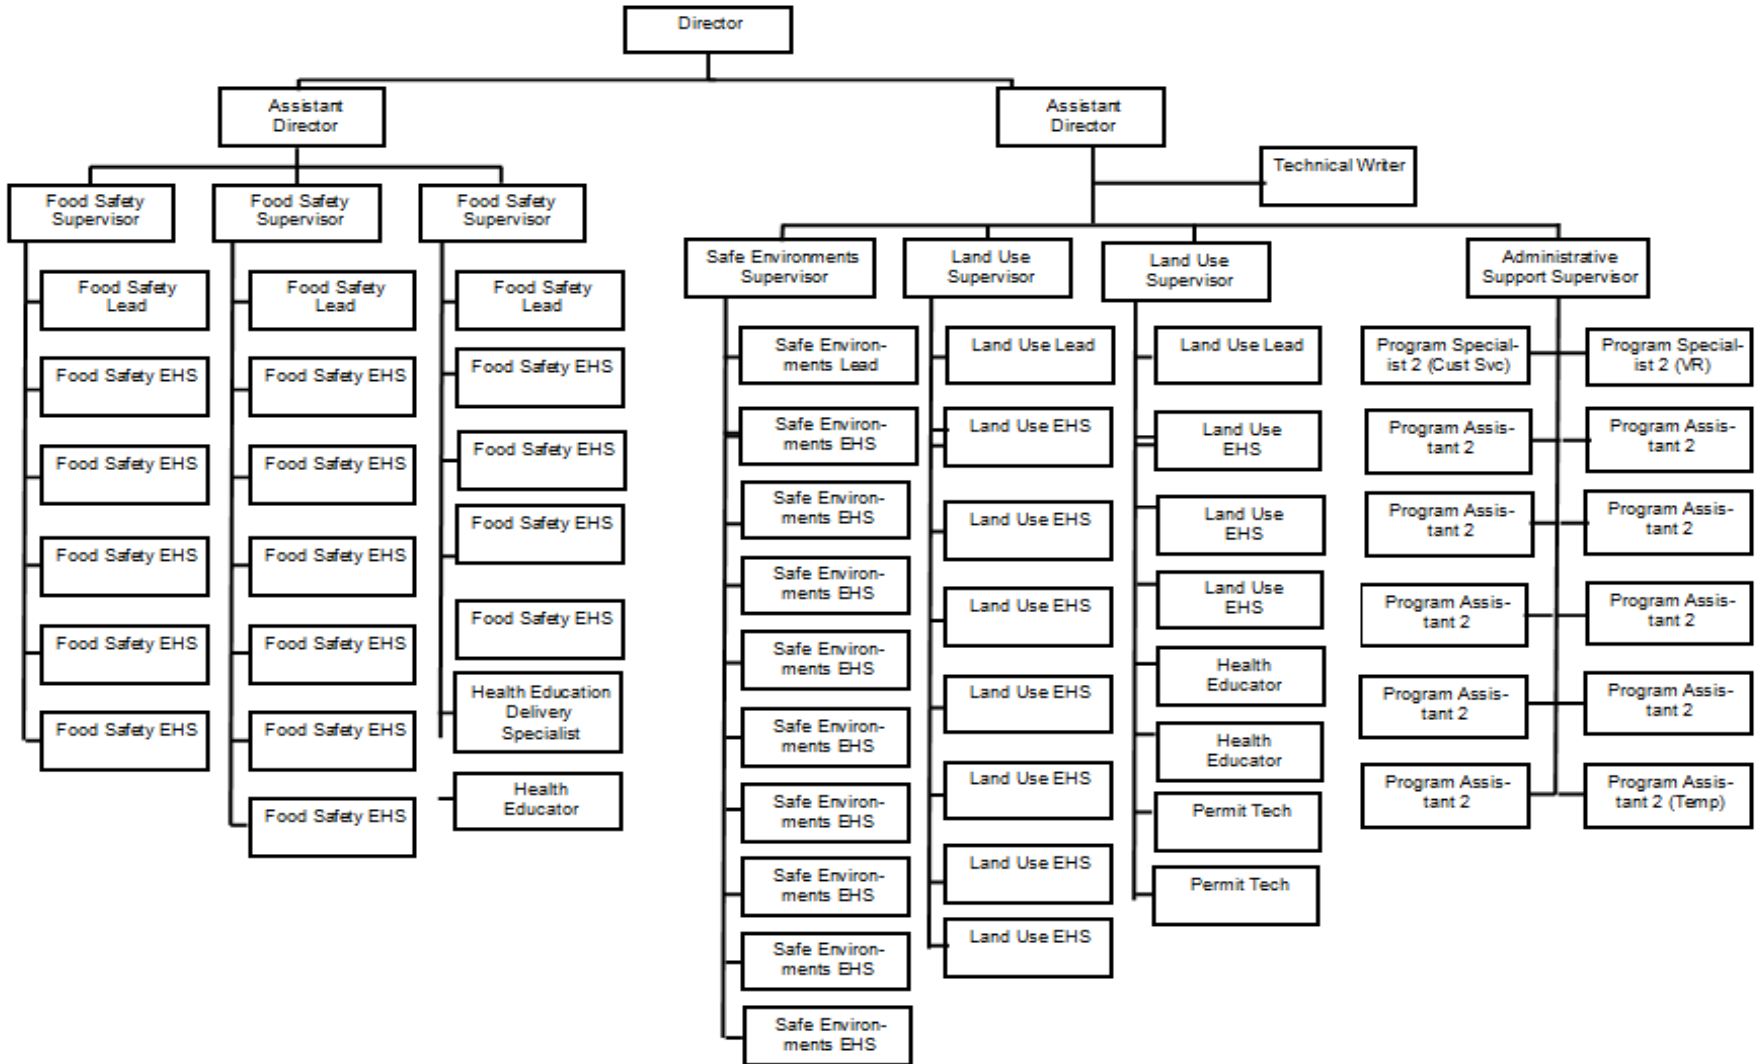 Director
Assistant
Director
Assistant
Director
Technical Writer
Food Safety
Supervisor
Food Safety
Supervisor
Food Safety
Supervisor
Safe Environments
Supervisor
Land Use
Supervisor
Land Use
Supervisor
Administrative
Support Supervisor
Food Safety
Lead
Food Safety EHS
Food Safety EHS
Food Safety EHS
Food Safety EHS
Food Safety EHS
Food Safety
Lead
Food Safety EHS
Food Safety EHS
Food Safety EHS
Food Safety EHS
Food Safety EHS
Food Safety EHS
Food Safety
Lead
Food Safety EHS
Food Safety EHS
Food Safety EHS
Food Safety EHS
Health Education
Delivery
Specialist
Health
Educator
Safe Environ-
ments Lead
Safe Environ-
ments EHS
Safe Environ-
ments EHS
Safe Environ-
ments EHS
Safe Environ-
ments EHS
Safe Environ-
ments EHS
Safe Environ-
ments EHS
Safe Environ-
ments EHS
Safe Environ-
ments EHS
Safe Environ-
ments EHS
Land Use Lead
Land Use EHS
Land Use EHS
Land Use EHS
Land Use EHS
Land Use EHS
Land Use EHS
Land Use EHS
Land Use Lead
Land Use
EHS
Land Use
EHS
Land Use
EHS
Health
Educator
Health
Educator
Permit Tech
Permit Tech
Program Special-
ist 2 (Cust Svc)
Program Assis-
tant 2
Program Assis-
tant 2
Program Assis-
tant 2
Program Assis-
tant 2
Program Assis-
tant 2
Program Special-
ist 2 (VR)
Program Assis-
tant 2
Program Assis-
tant 2
Program Assis-
tant 2
Program Assis-
tant 2
Program Assis-
tant 2 (Temp)